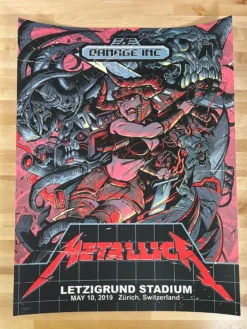 DAMAGE INC
METALLICA
LETZIGRUND STADIUM
MAY 10, 2019 Zürich, Switzerland